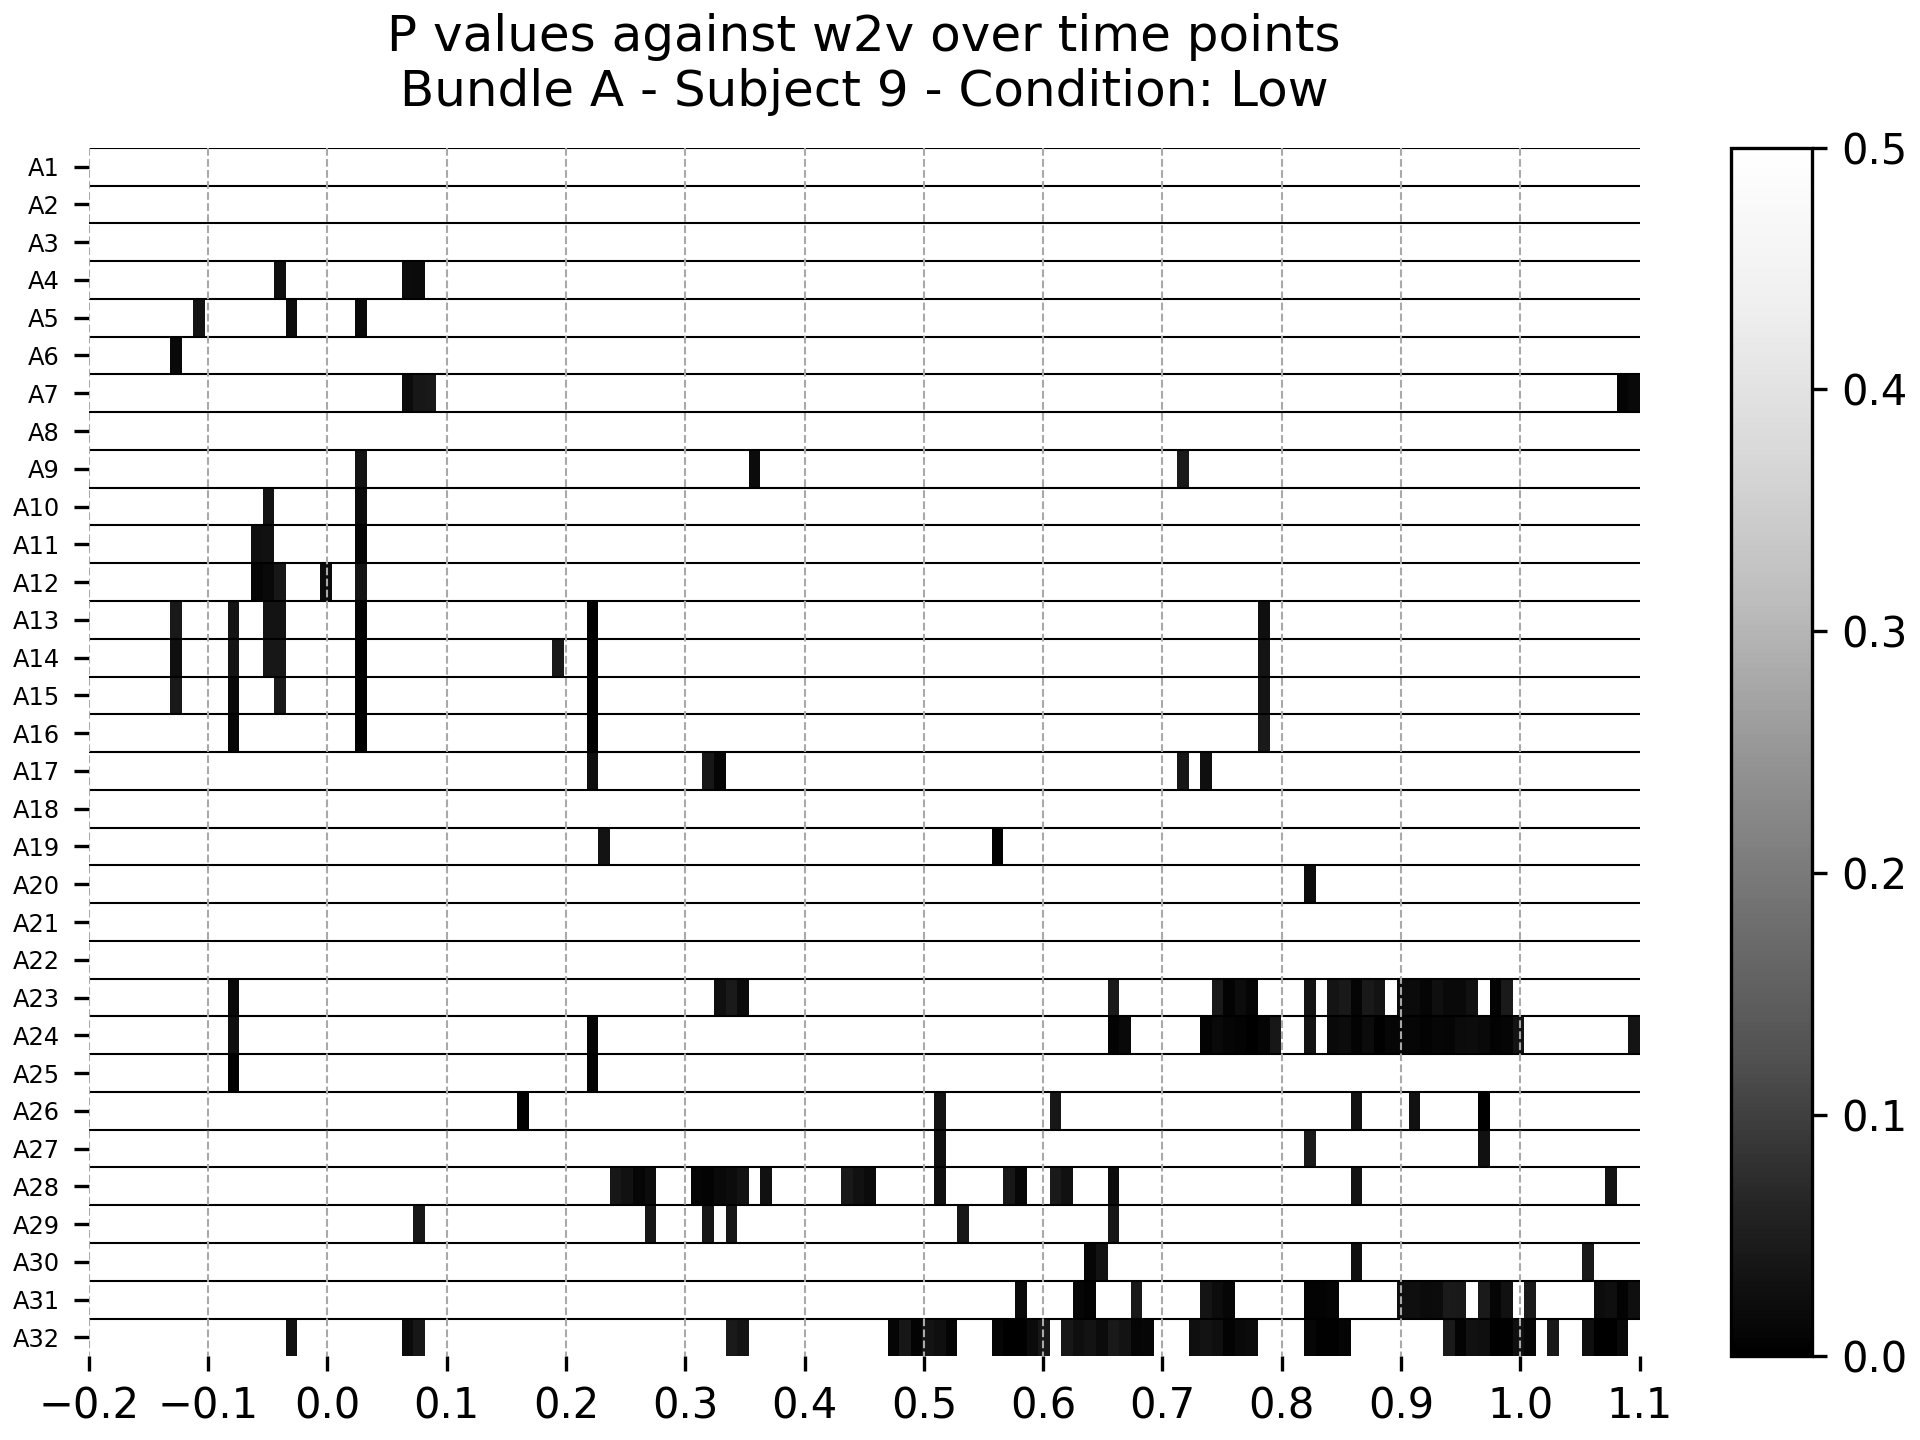 P values against w2v over time points
Bundle A - Subject 9 - Condition: Low
A1
A2
A3
A4
A5
A6
A7
A8
A9
A10
A11
A12
A13
A14
A15
A16
A17
A18
A19
A20
A21
A22
A23
A24
A25
A26
A27
A28
A29
A30
A31
A32
−0.2 −0.1 0.0 0.1 0.2 0.3 0.4 0.5 0.6 0.7 0.8 0.9 1.0 1.1
0.5
0.4
0.3
0.2
0.1
0.0